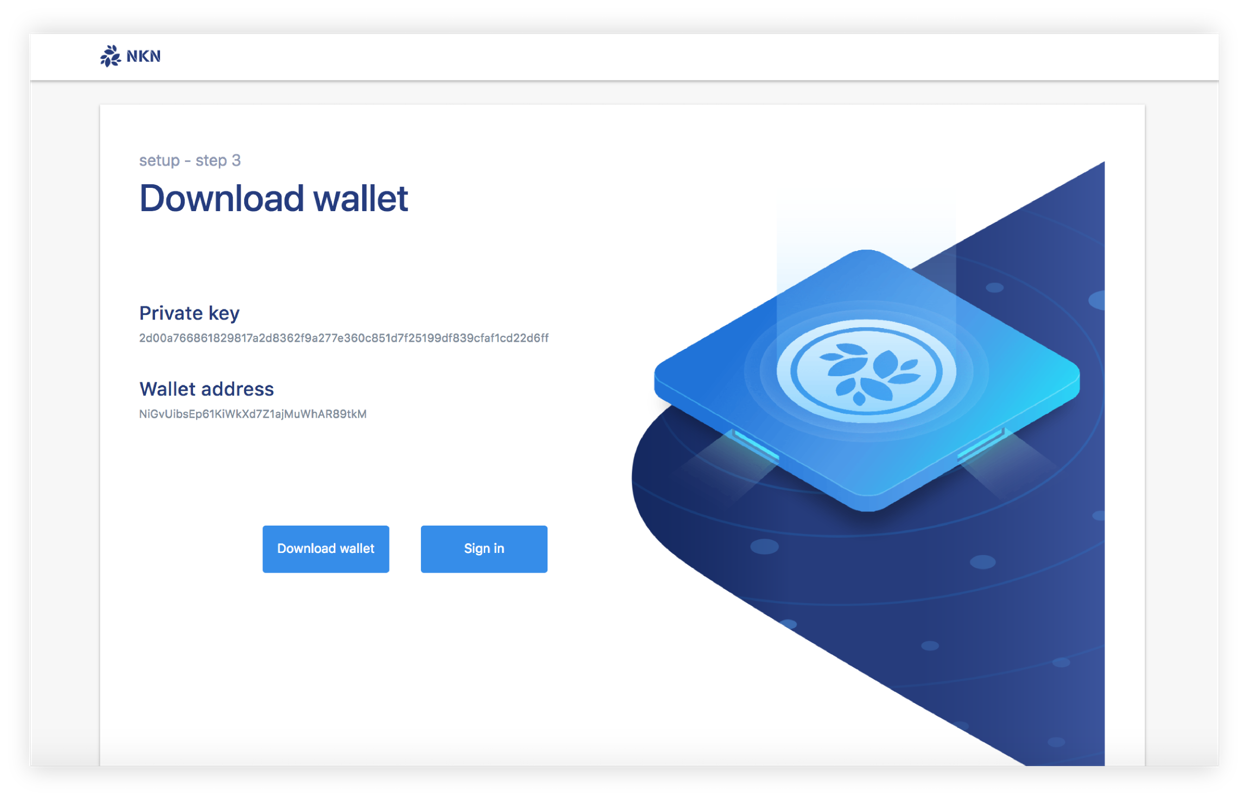 NKN
setup - step 3
Download wallet
Private key
2d00a766861829817a2d8362f9a277e360c851d7f25199df839cfaf1cd22d6ff
Wallet address
NiGvUibsEp61KiWkXd7Z1ajMuWhAR89tkM
Download wallet
Sign in